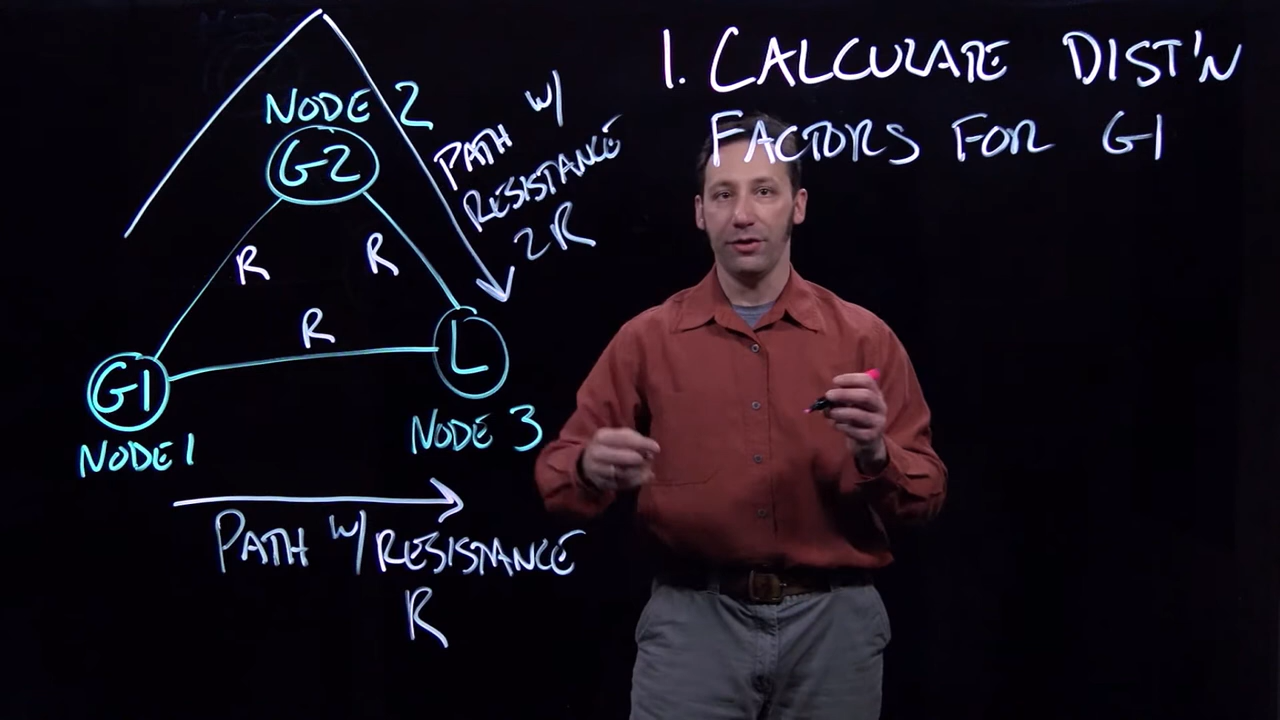 1. CALCULATE DIST'N
FACTORS FOR G1
NODE 2
G2
PATH W/
RESISTANCE
2R
R
R
R
G1
L
NODE 1
NODE 3
PATH W/ RESISTANCE
R